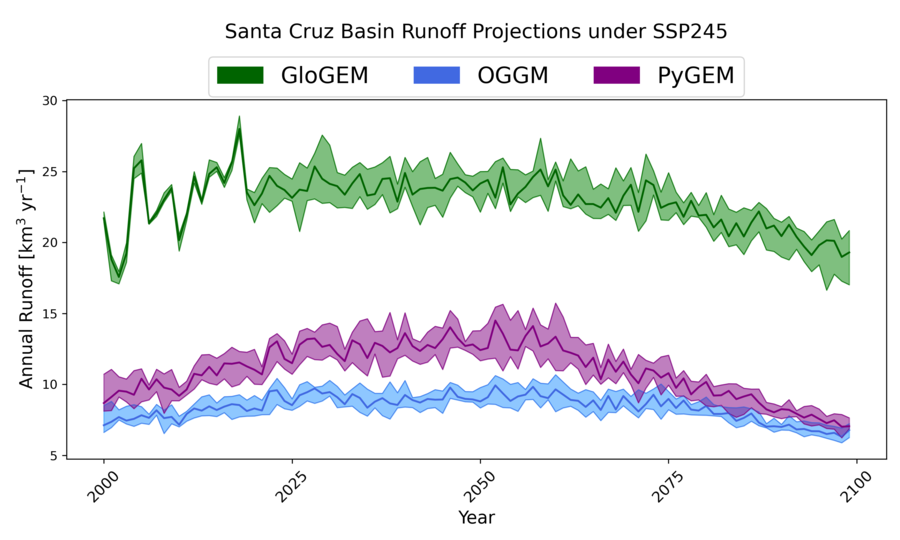 Santa Cruz Basin Runoff Projections under SSP245
GloGEM OGGM PyGEM
30
25
20
15
10
5
Annual Runoff [km³ yr⁻¹]
2000 2025 2050 2075 2100
Year